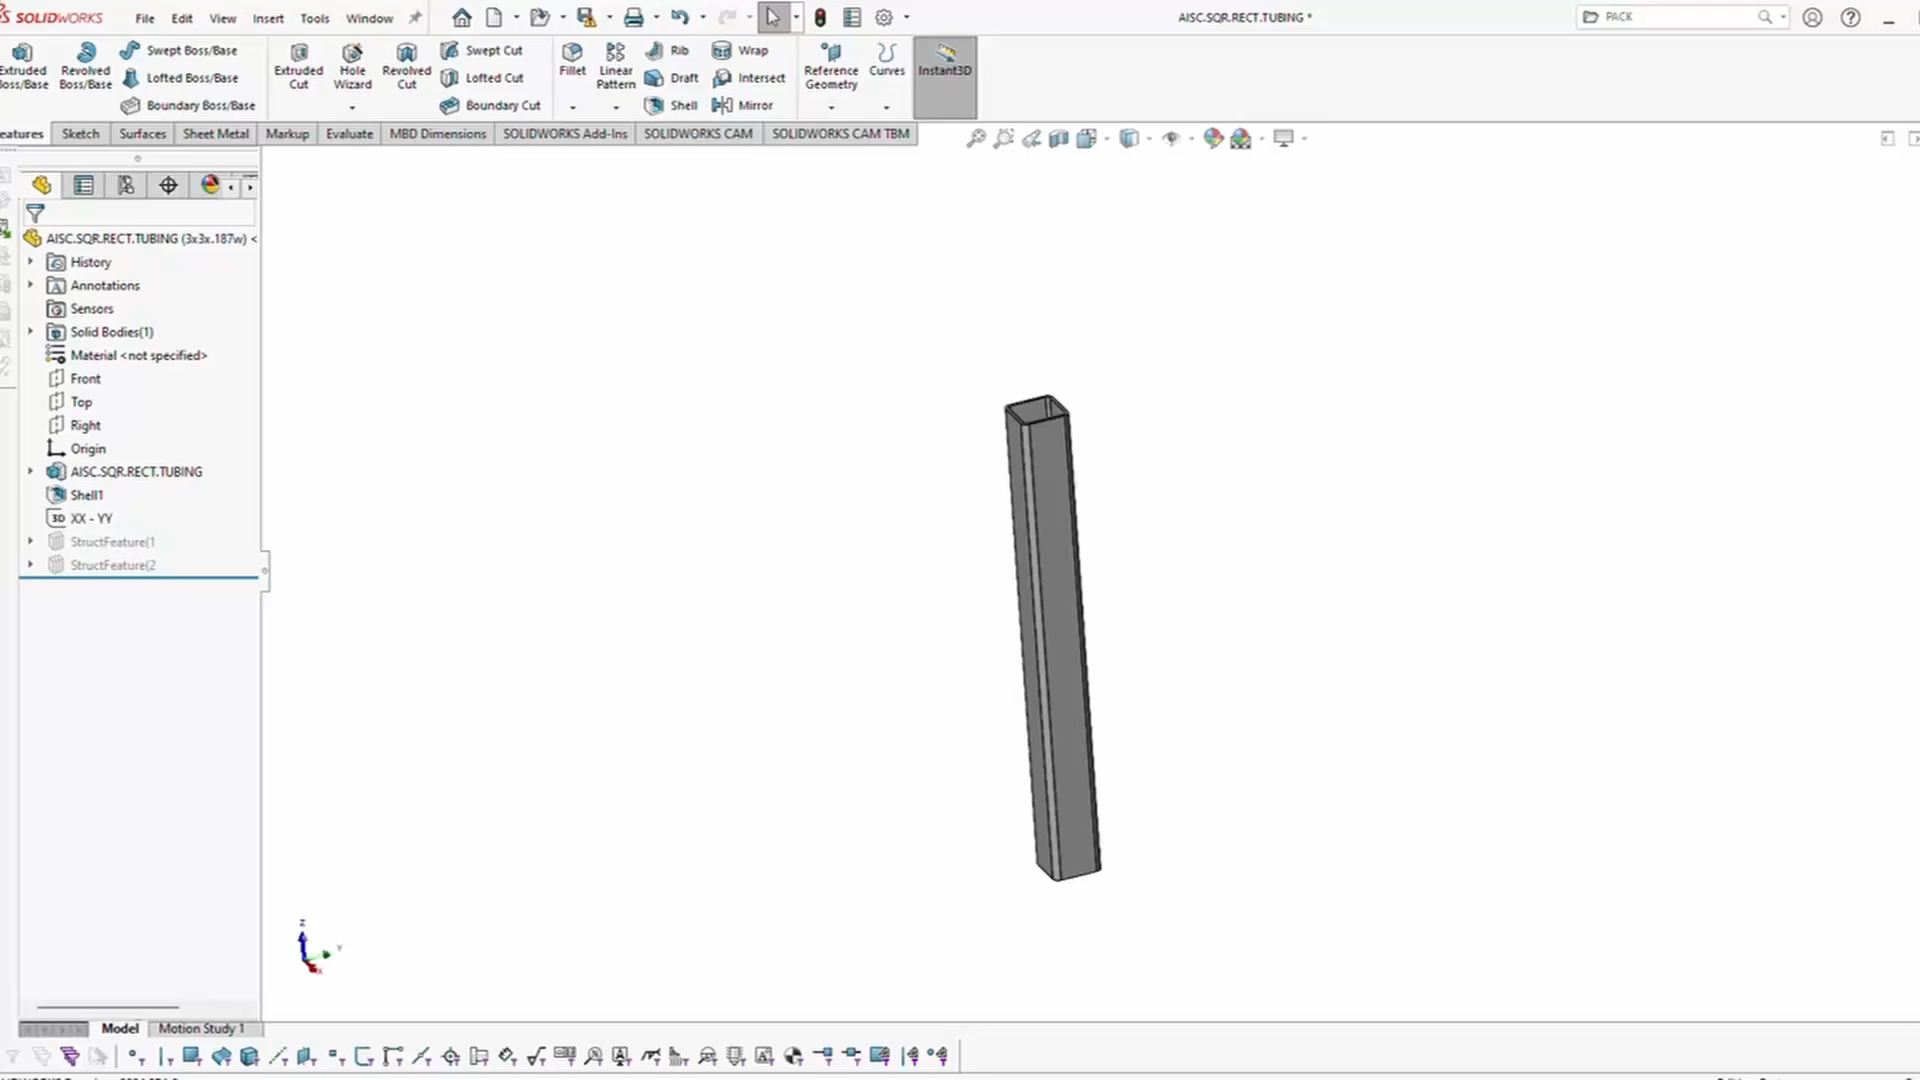 SOLIDWORKS File Edit View Insert Tools Window AISC.SQR.RECT.TUBING * PACK
Extruded Boss/Base
Revolved Boss/Base
Swept Boss/Base
Lofted Boss/Base
Boundary Boss/Base
Extruded Cut
Hole Wizard
Revolved Cut
Swept Cut
Lofted Cut
Boundary Cut
Fillet
Linear Pattern
Rib
Draft
Shell
Wrap
Intersect
Mirror
Reference Geometry
Curves
Instant3D
eatures Sketch Surfaces Sheet Metal Markup Evaluate MBD Dimensions SOLIDWORKS Add-Ins SOLIDWORKS CAM SOLIDWORKS CAM TBM
AISC.SQR.RECT.TUBING (3x3x.187w) <
History
Annotations
Sensors
Solid Bodies(1)
Material <not specified>
Front
Top
Right
Origin
AISC.SQR.RECT.TUBING
Shell1
3D XX - YY
StructFeature(1
StructFeature(2
Z
Y
X
Model Motion Study 1